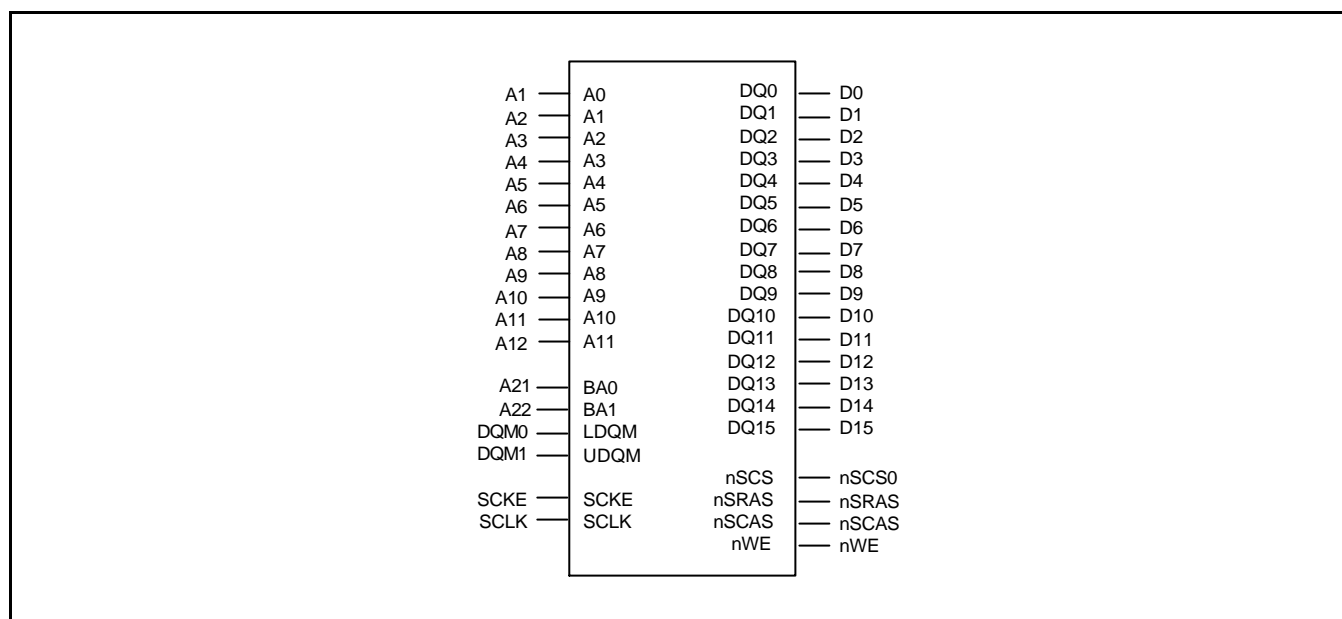 A1 A0 DQ0 D0
A2 A1 DQ1 D1
A3 A2 DQ2 D2
A4 A3 DQ3 D3
A5 A4 DQ4 D4
A6 A5 DQ5 D5
A7 A6 DQ6 D6
A8 A7 DQ7 D7
A9 A8 DQ8 D8
A10 A9 DQ9 D9
A11 A10 DQ10 D10
A12 A11 DQ11 D11
DQ12 D12
A21 BA0 DQ13 D13
A22 BA1 DQ14 D14
DQM0 LDQM DQ15 D15
DQM1 UDQM
nSCS nSCS0
SCKE SCKE nSRAS nSRAS
SCLK SCLK nSCAS nSCAS
nWE nWE